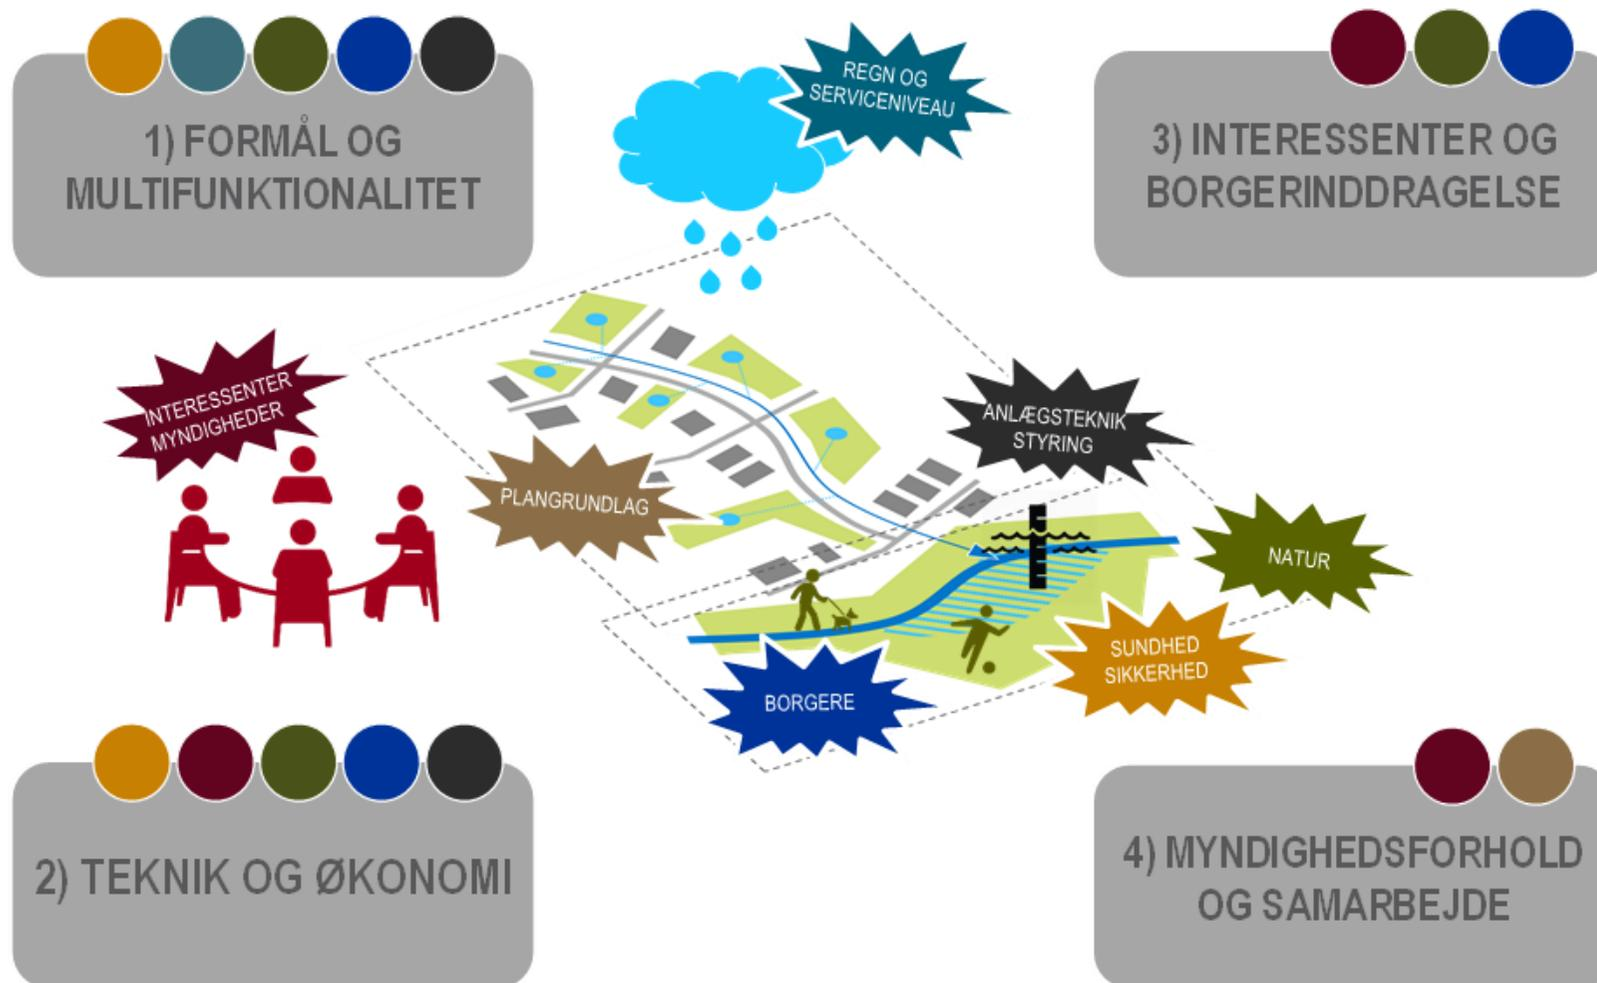 1) FORMÅL OG
MULTIFUNKTIONALITET
REGN OG
SERVICENIVEAU
3) INTERESSENTER OG
BORGERINDDRAGELSE
INTERESSENTER
MYNDIGHEDER
ANLÆGSTEKNIK
STYRING
PLANGRUNDLAG
NATUR
SUNDHED
SIKKERHED
BORGERE
2) TEKNIK OG ØKONOMI
4) MYNDIGHEDSFORHOLD
OG SAMARBEJDE